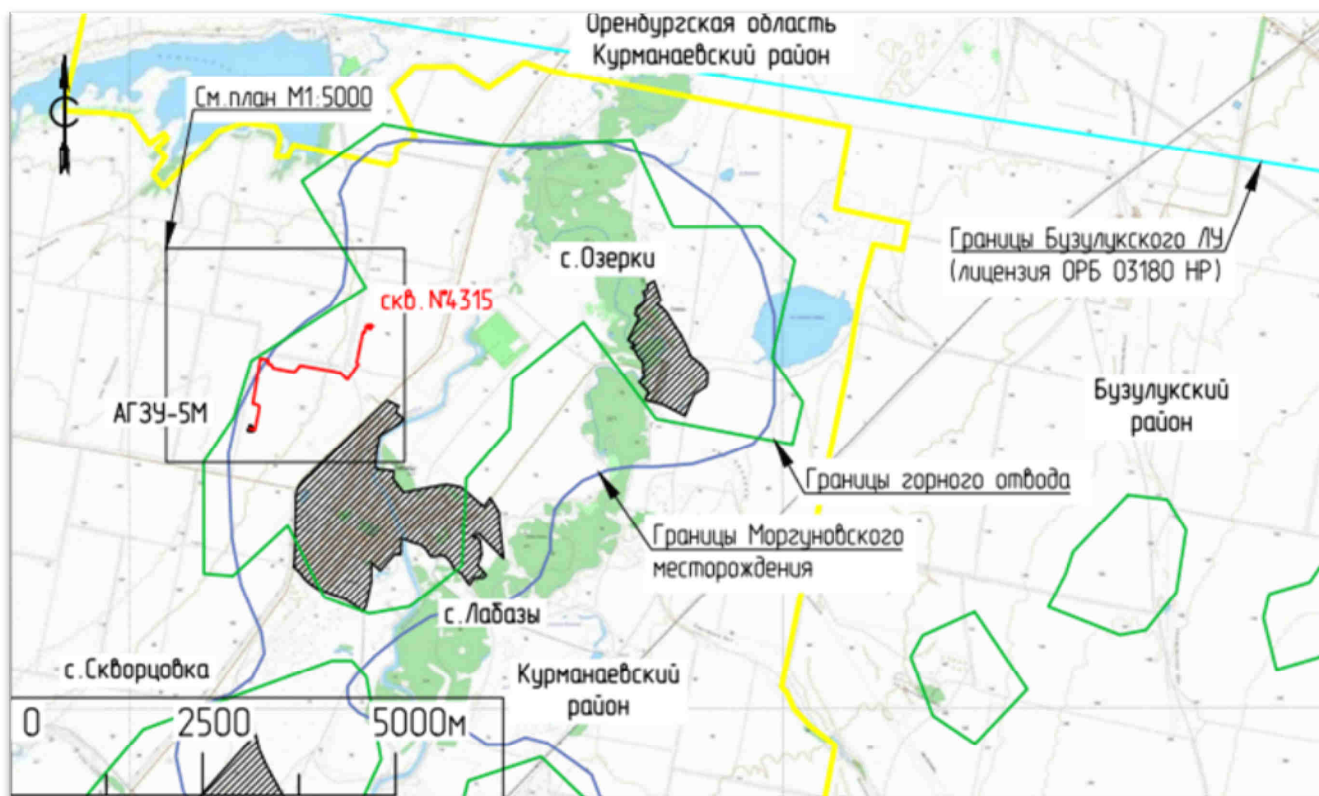 Оренбургская область
Курманаевский район
См.план М1:5000
Границы Бузулукского ЛУ
(лицензия ОРБ 03180 НР)
с.Озерки
скв.№4315
АГЗУ-5М
Бузулукский
район
Границы горного отвода
Границы Моргуновского
месторождения
с.Лабазы
с.Скворцовка
Курманаевский
район
0 2500 5000м